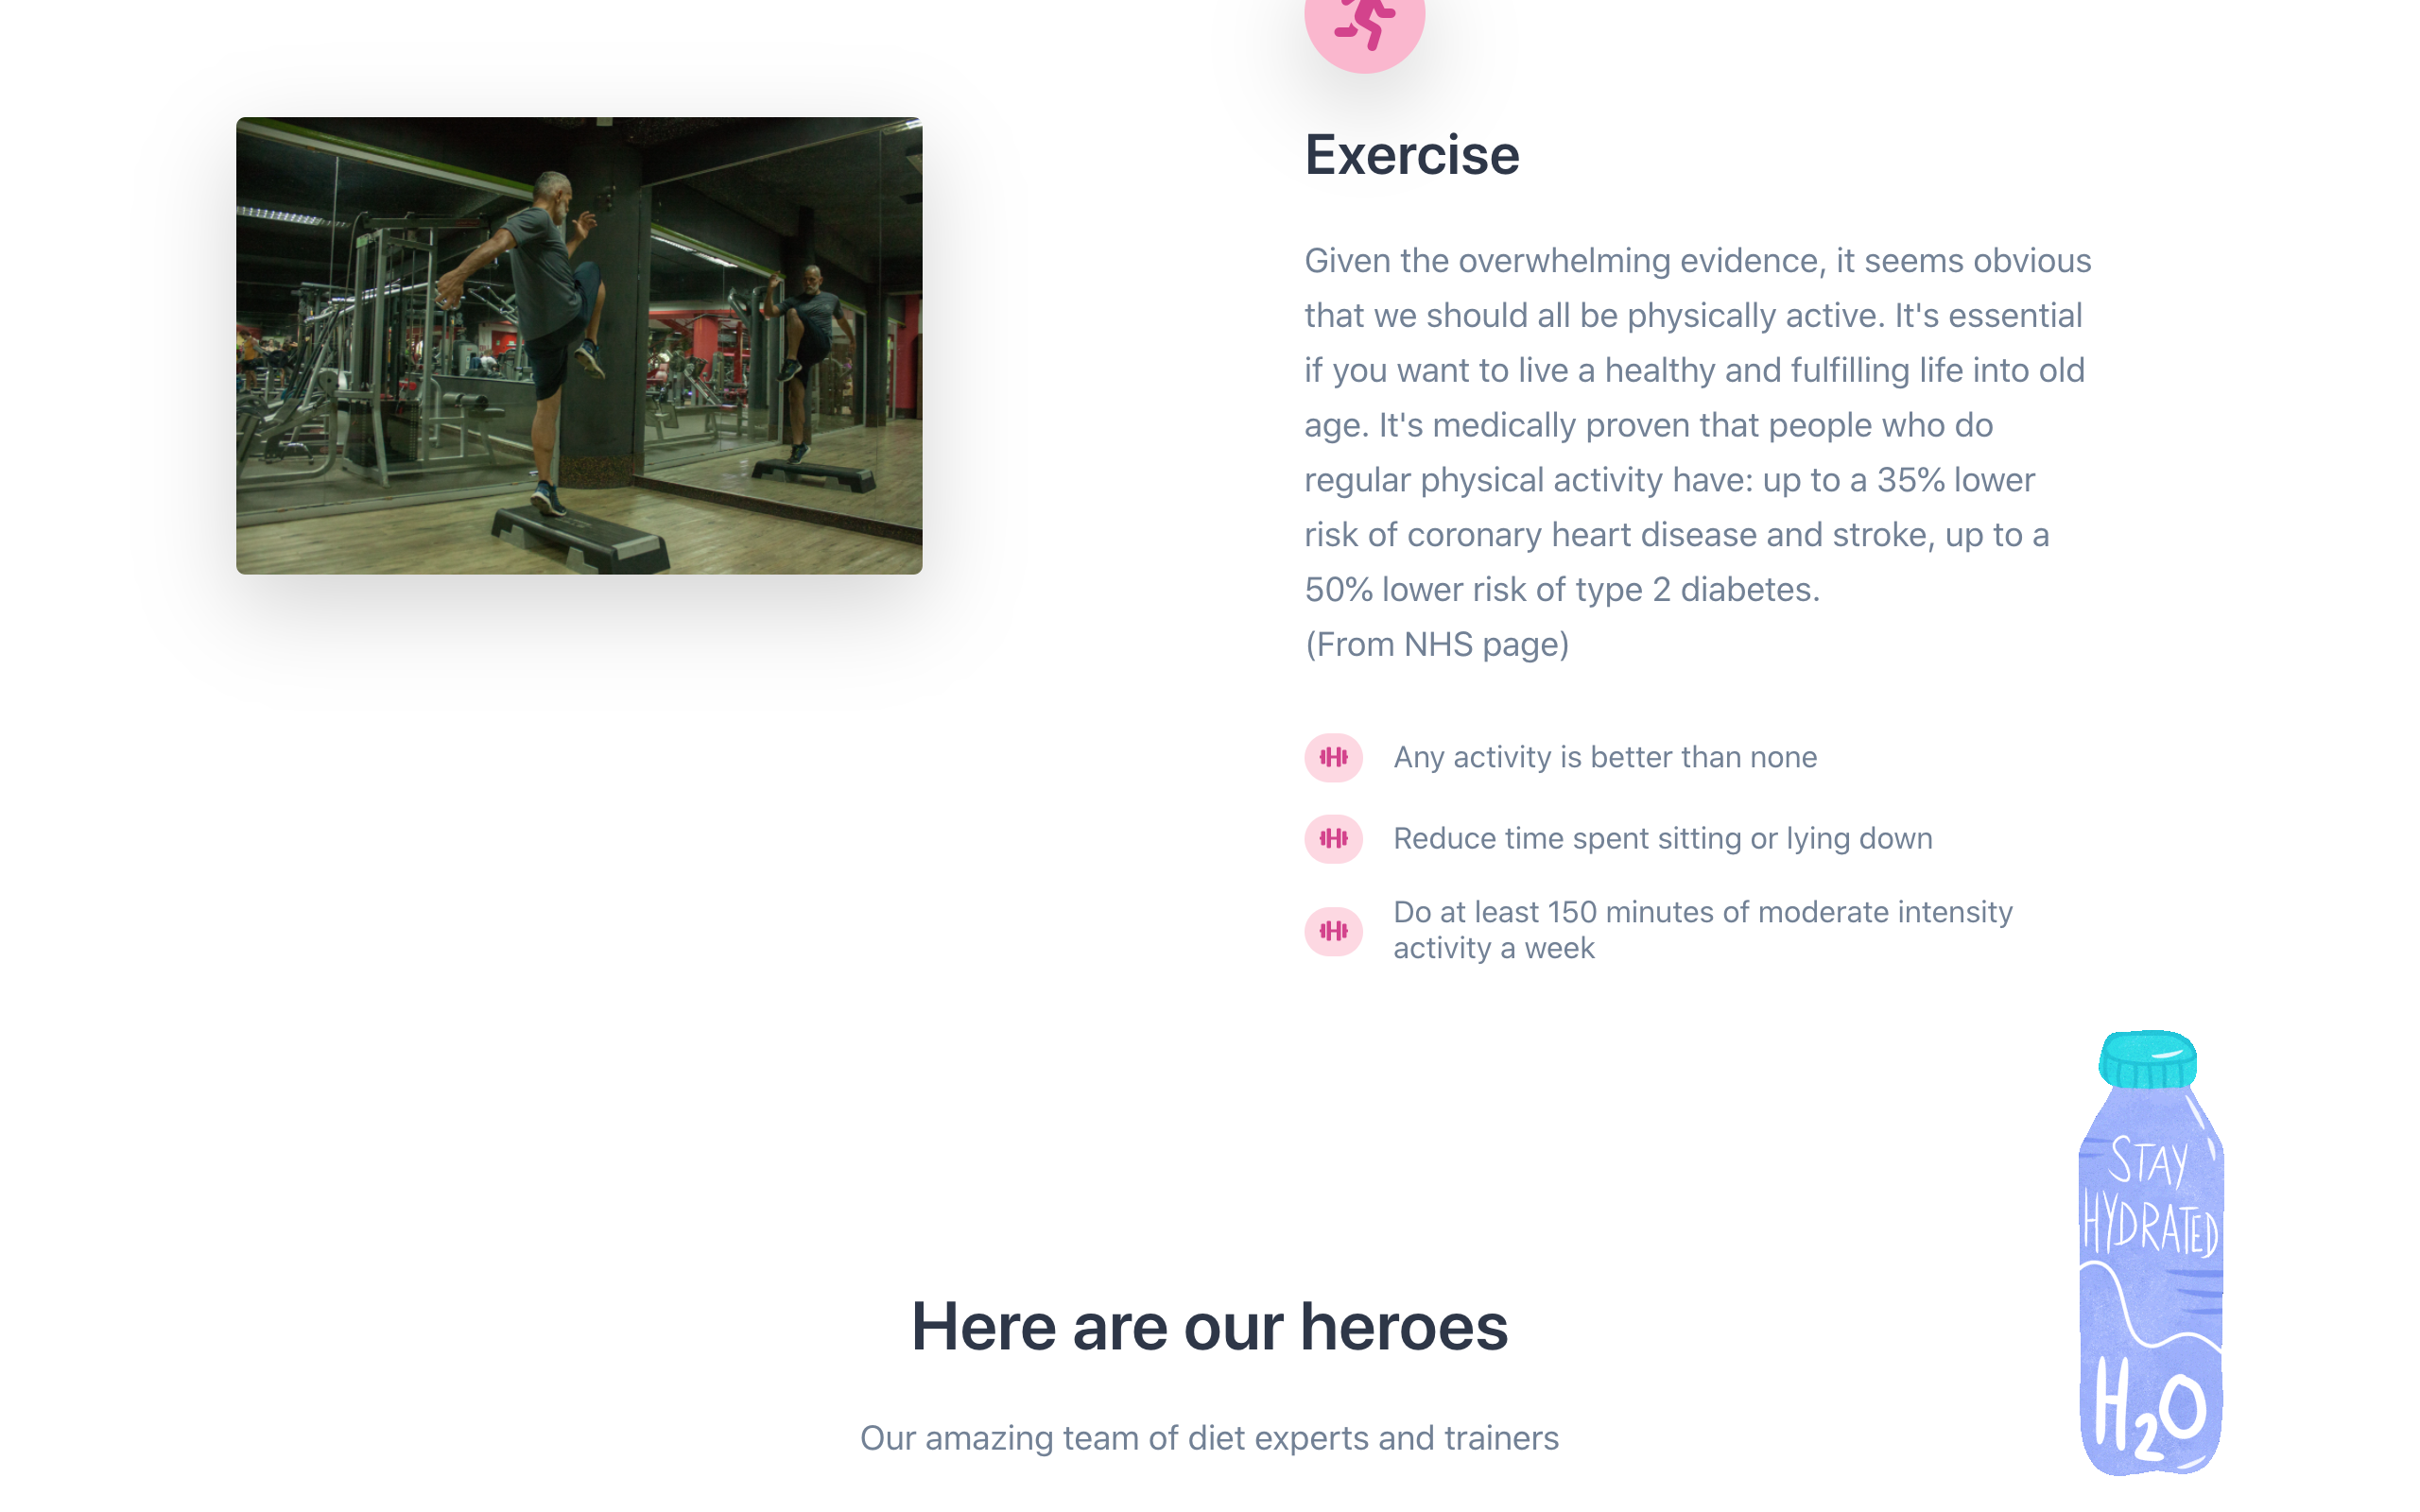 Exercise
Given the overwhelming evidence, it seems obvious
that we should all be physically active. It's essential
if you want to live a healthy and fulfilling life into old
age. It's medically proven that people who do
regular physical activity have: up to a 35% lower
risk of coronary heart disease and stroke, up to a
50% lower risk of type 2 diabetes.
(From NHS page)
Any activity is better than none
Reduce time spent sitting or lying down
Do at least 150 minutes of moderate intensity
activity a week
STAY
HYDRATED
H2O
Here are our heroes
Our amazing team of diet experts and trainers